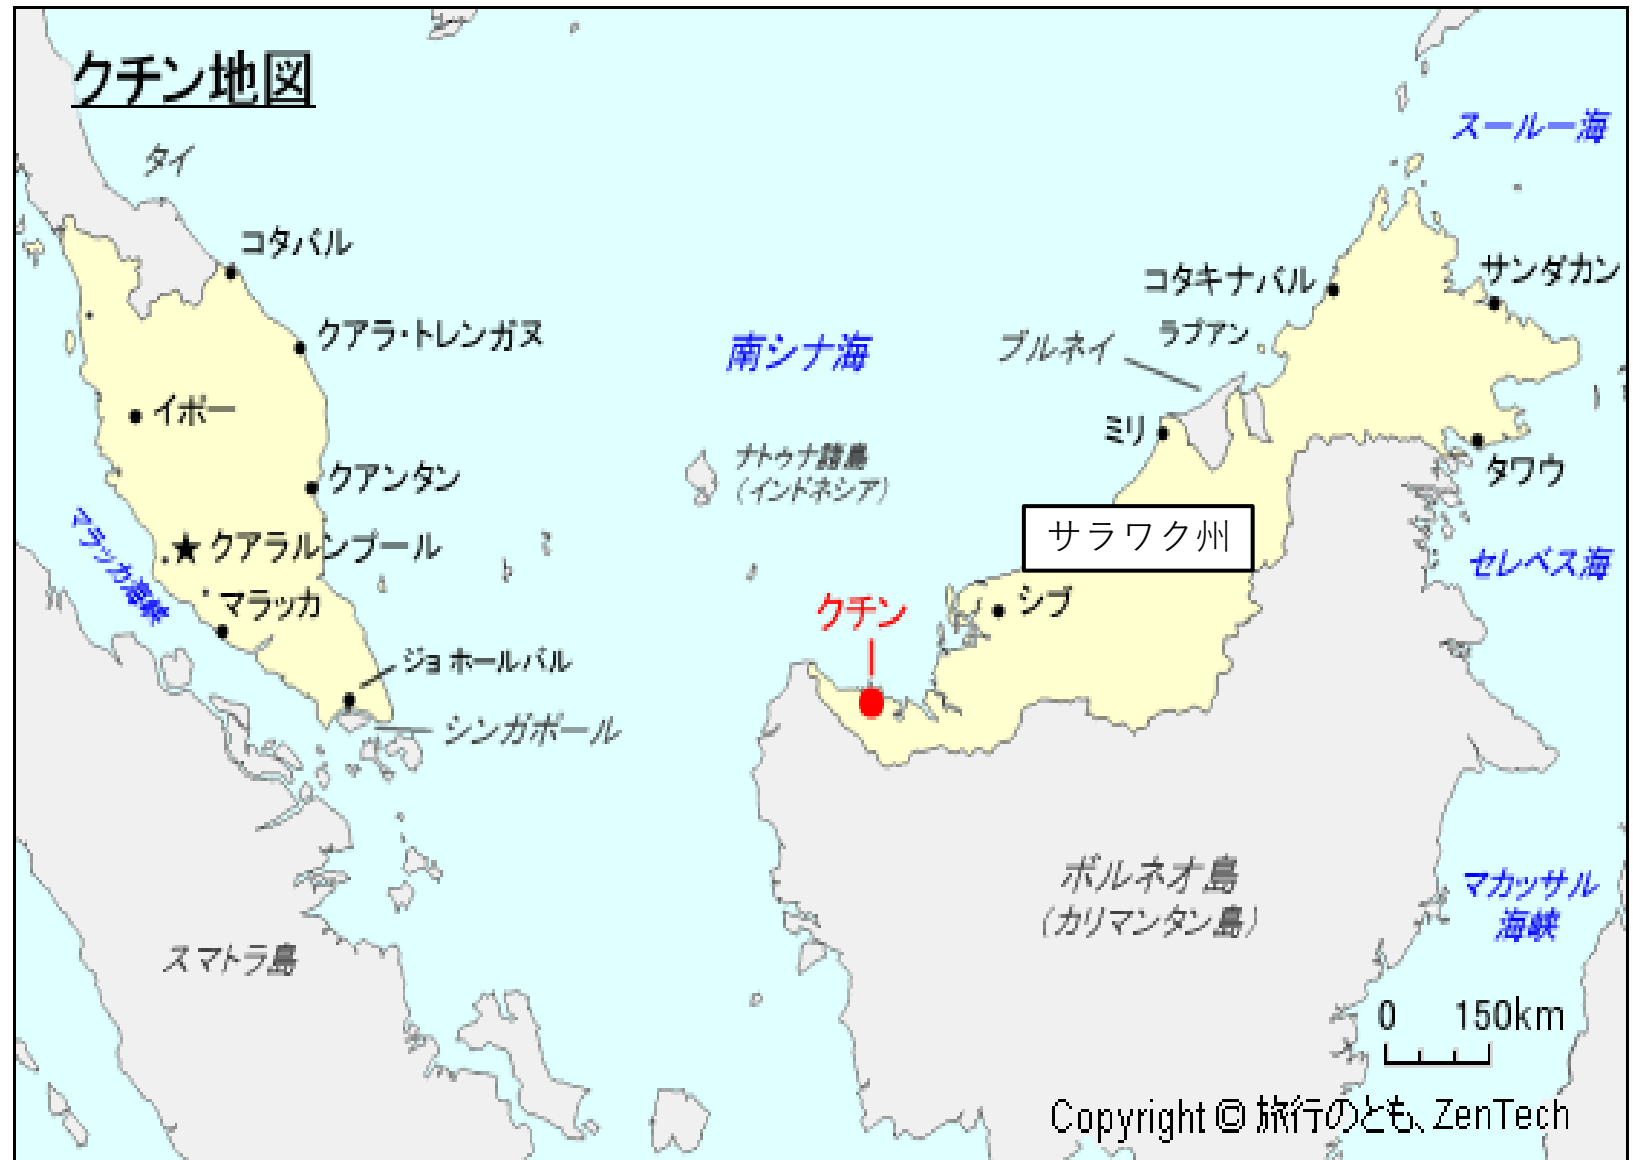 クチン地図
スールー海
タイ
コタバル
コタキナバル
サンダカン
クアラ・トレンガヌ
南シナ海
ブルネイ
ラブアン
イポー
ミリ
ナトゥナ諸島
(インドネシア)
クアンタン
タワウ
マラッカ海峡
★クアラルンプール
サラワク州
セレベス海
マラッカ
クチン
シブ
ジョホールバル
シンガポール
ボルネオ島
(カリマンタン島)
マカッサル
海峡
スマトラ島
0 150km
Copyright © 旅行のとも、ZenTech